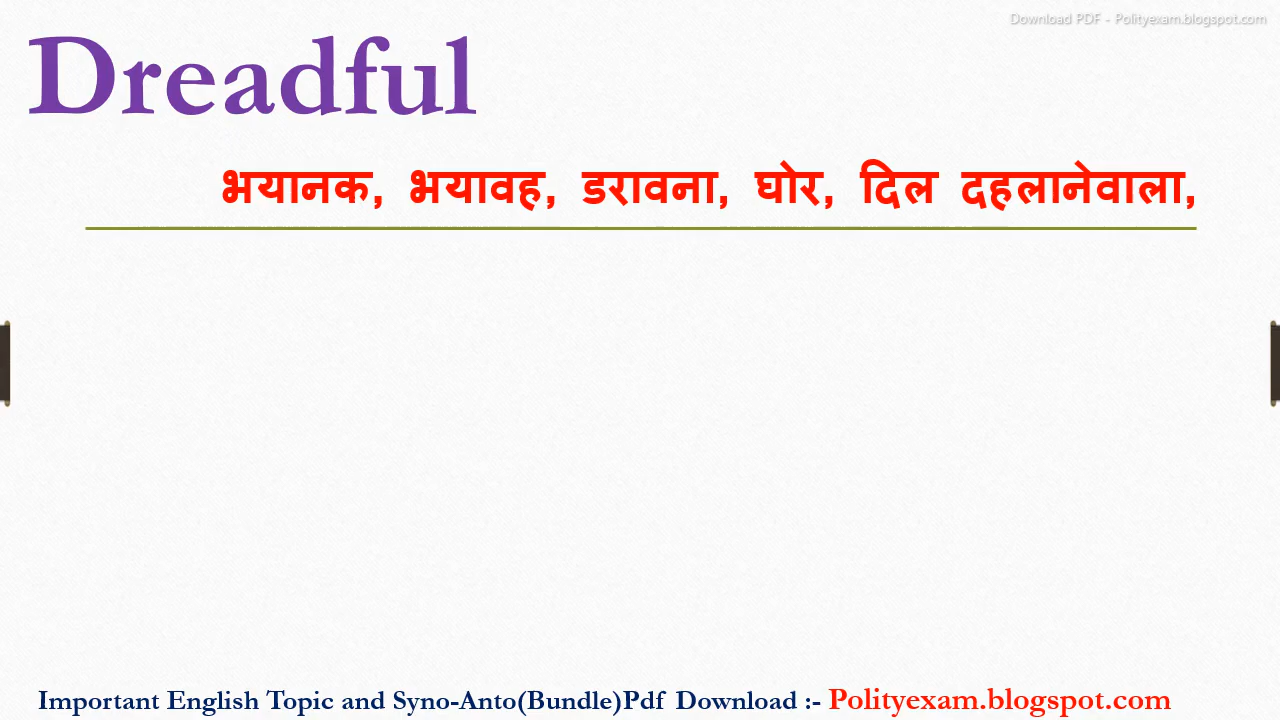 Download PDF - Polityexam.blogspot.com
Dreadful
भयानक, भयावह, डरावना, घोर, दिल दहलानेवाला,
Important English Topic and Syno-Anto(Bundle)Pdf Download :- Polityexam.blogspot.com